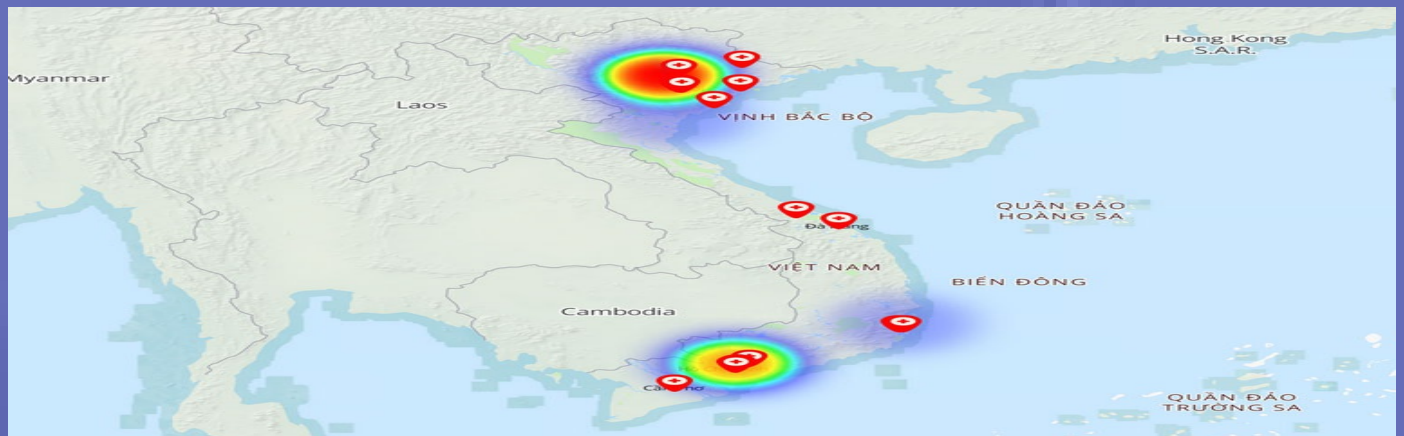 Hong Kong
S.A.R.
Myanmar
Laos
VỊNH BẮC BỘ
QUẦN ĐẢO
HOÀNG SA
VIỆT NAM
BIỂN ĐÔNG
Cambodia
QUẦN ĐẢO
TRƯỜNG SA